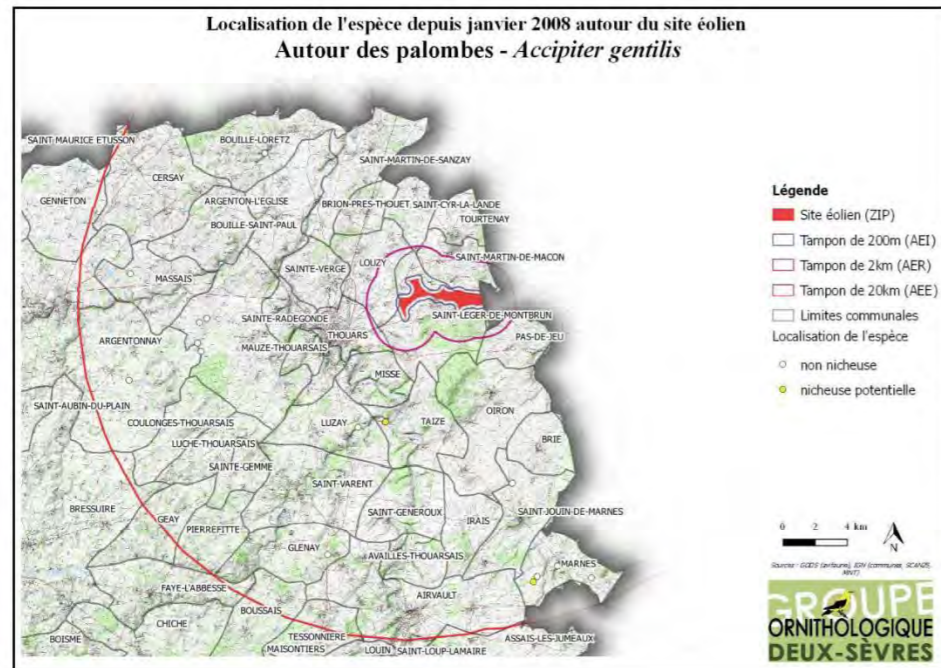 Localisation de l'espèce depuis janvier 2008 autour du site éolien
Autour des palombes - Accipiter gentilis
SAINT MAURICE ETUSSON
BOUILLE-LORETZ
SAINT-MARTIN-DE-SANZAY
CERSAY
GENNETON
ARGENTON-L'EGLISE
BRION-PRES-THOUET
SAINT-CYR-LA-LANDE
TOURTENAY
BOUILLE-SAINT-PAUL
LOUZY
SAINT-MARTIN-DE-MACON
SAINTE-VERGE
MASSAIS
SAINTE-RADEGONDE
SAINT-LEGER-DE-MONTBRUN
THOUARS
PAS-DE-JEU
ARGENTONNAY
MAUZE-THOUARSAIS
MISSE
SAINT-AUBIN-DU-PLAIN
OIRON
COULONGES-THOUARSAIS
LUZAY
TAIZE
LUCHE-THOUARSAIS
BRIE
SAINTE-GEMME
SAINT-VARENT
BRESSUIRE
SAINT-GENEROUX
SAINT-JOUIN-DE-MARNES
GEAY
IRAIS
PIERREFITTE
GLENAY
AVAILLES-THOUARSAIS
MARNES
FAYE-L'ABBESSE
AIRVAULT
BOUSSAIS
CHICHE
BOISME
TESSONNIERE
ASSAIS-LES-JUMEAUX
MAISONTIERS
LOUIN
SAINT-LOUP-LAMAIRE
Légende
Site éolien (ZIP)
Tampon de 200m (AEI)
Tampon de 2km (AER)
Tampon de 20km (AEE)
Limites communales
Localisation de l'espèce
non nicheuse
nicheuse potentielle
0 2 4 km
N
Sources : GODS (avifaune), IGN (communes, SCAN25, MNT)
GROUPE
ORNITHOLOGIQUE
DEUX-SÈVRES